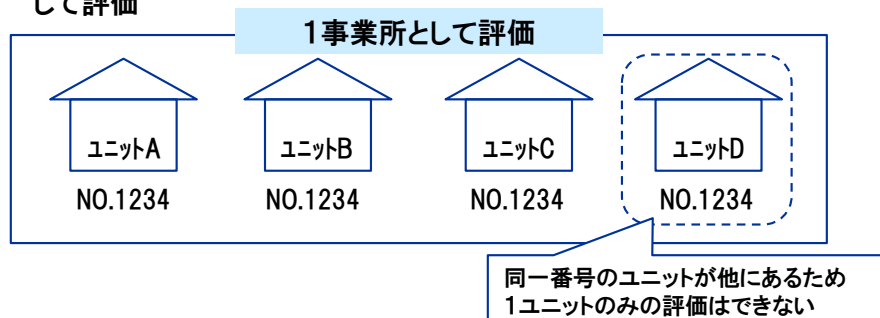 して評価
1事業所として評価
ユニットA
ユニットB
ユニットC
ユニットD
NO.1234
NO.1234
NO.1234
NO.1234
同一番号のユニットが他にあるため
1ユニットのみの評価はできない